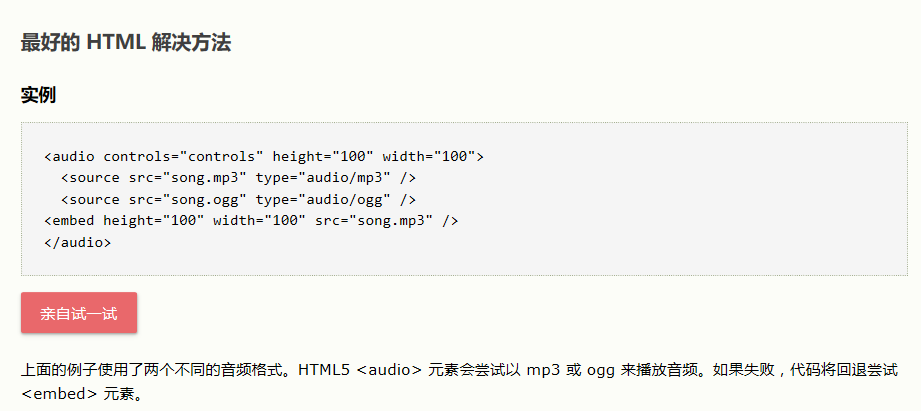 最好的 HTML 解决方法
实例
<audio controls="controls" height="100" width="100">
  <source src="song.mp3" type="audio/mp3" />
  <source src="song.ogg" type="audio/ogg" />
<embed height="100" width="100" src="song.mp3" />
</audio>
亲自试一试
上面的例子使用了两个不同的音频格式。HTML5 <audio> 元素会尝试以 mp3 或 ogg 来播放音频。如果失败，代码将回退尝试
<embed> 元素。